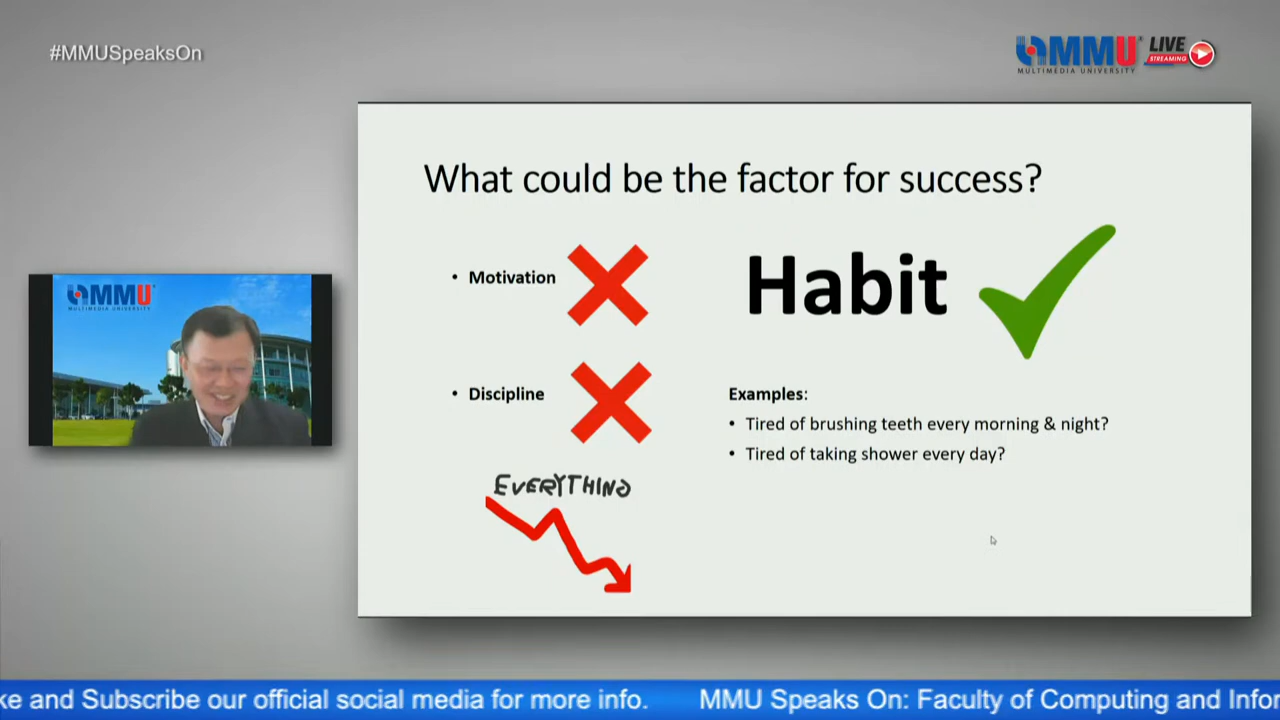 #MMUSpeaksOn
MMU
MULTIMEDIA UNIVERSITY
LIVE
STREAMING
What could be the factor for success?
• Motivation
Habit
• Discipline
Examples:
• Tired of brushing teeth every morning & night?
• Tired of taking shower every day?
EVERYTHING
MMU
MULTIMEDIA UNIVERSITY
ke and Subscribe our official social media for more info. MMU Speaks On: Faculty of Computing and Infor